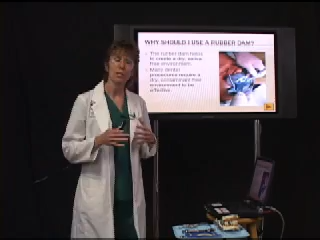 WHY SHOULD I USE A RUBBER DAM?
• The rubber dam helps
to create a dry, saliva
free environment.
• Many dental
procedures require a
dry, contaminant free
environment to be
effective.